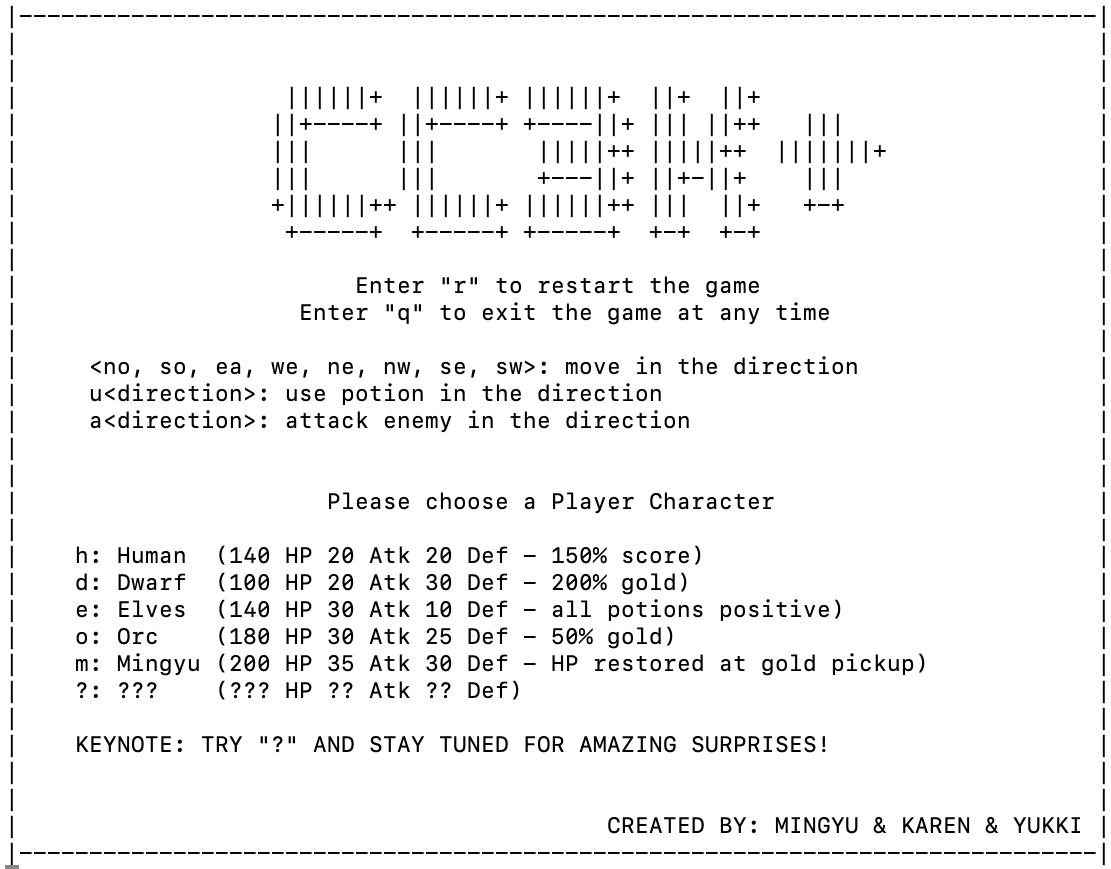 CC3K+
Enter "r" to restart the game
Enter "q" to exit the game at any time
<no, so, ea, we, ne, nw, se, sw>: move in the direction
u<direction>: use potion in the direction
a<direction>: attack enemy in the direction
Please choose a Player Character
h: Human (140 HP 20 Atk 20 Def - 150% score)
d: Dwarf (100 HP 20 Atk 30 Def - 200% gold)
e: Elves (140 HP 30 Atk 10 Def - all potions positive)
o: Orc (180 HP 30 Atk 25 Def - 50% gold)
m: Mingyu (200 HP 35 Atk 30 Def - HP restored at gold pickup)
?: ??? (??? HP ?? Atk ?? Def)
KEYNOTE: TRY "?" AND STAY TUNED FOR AMAZING SURPRISES!
CREATED BY: MINGYU & KAREN & YUKKI